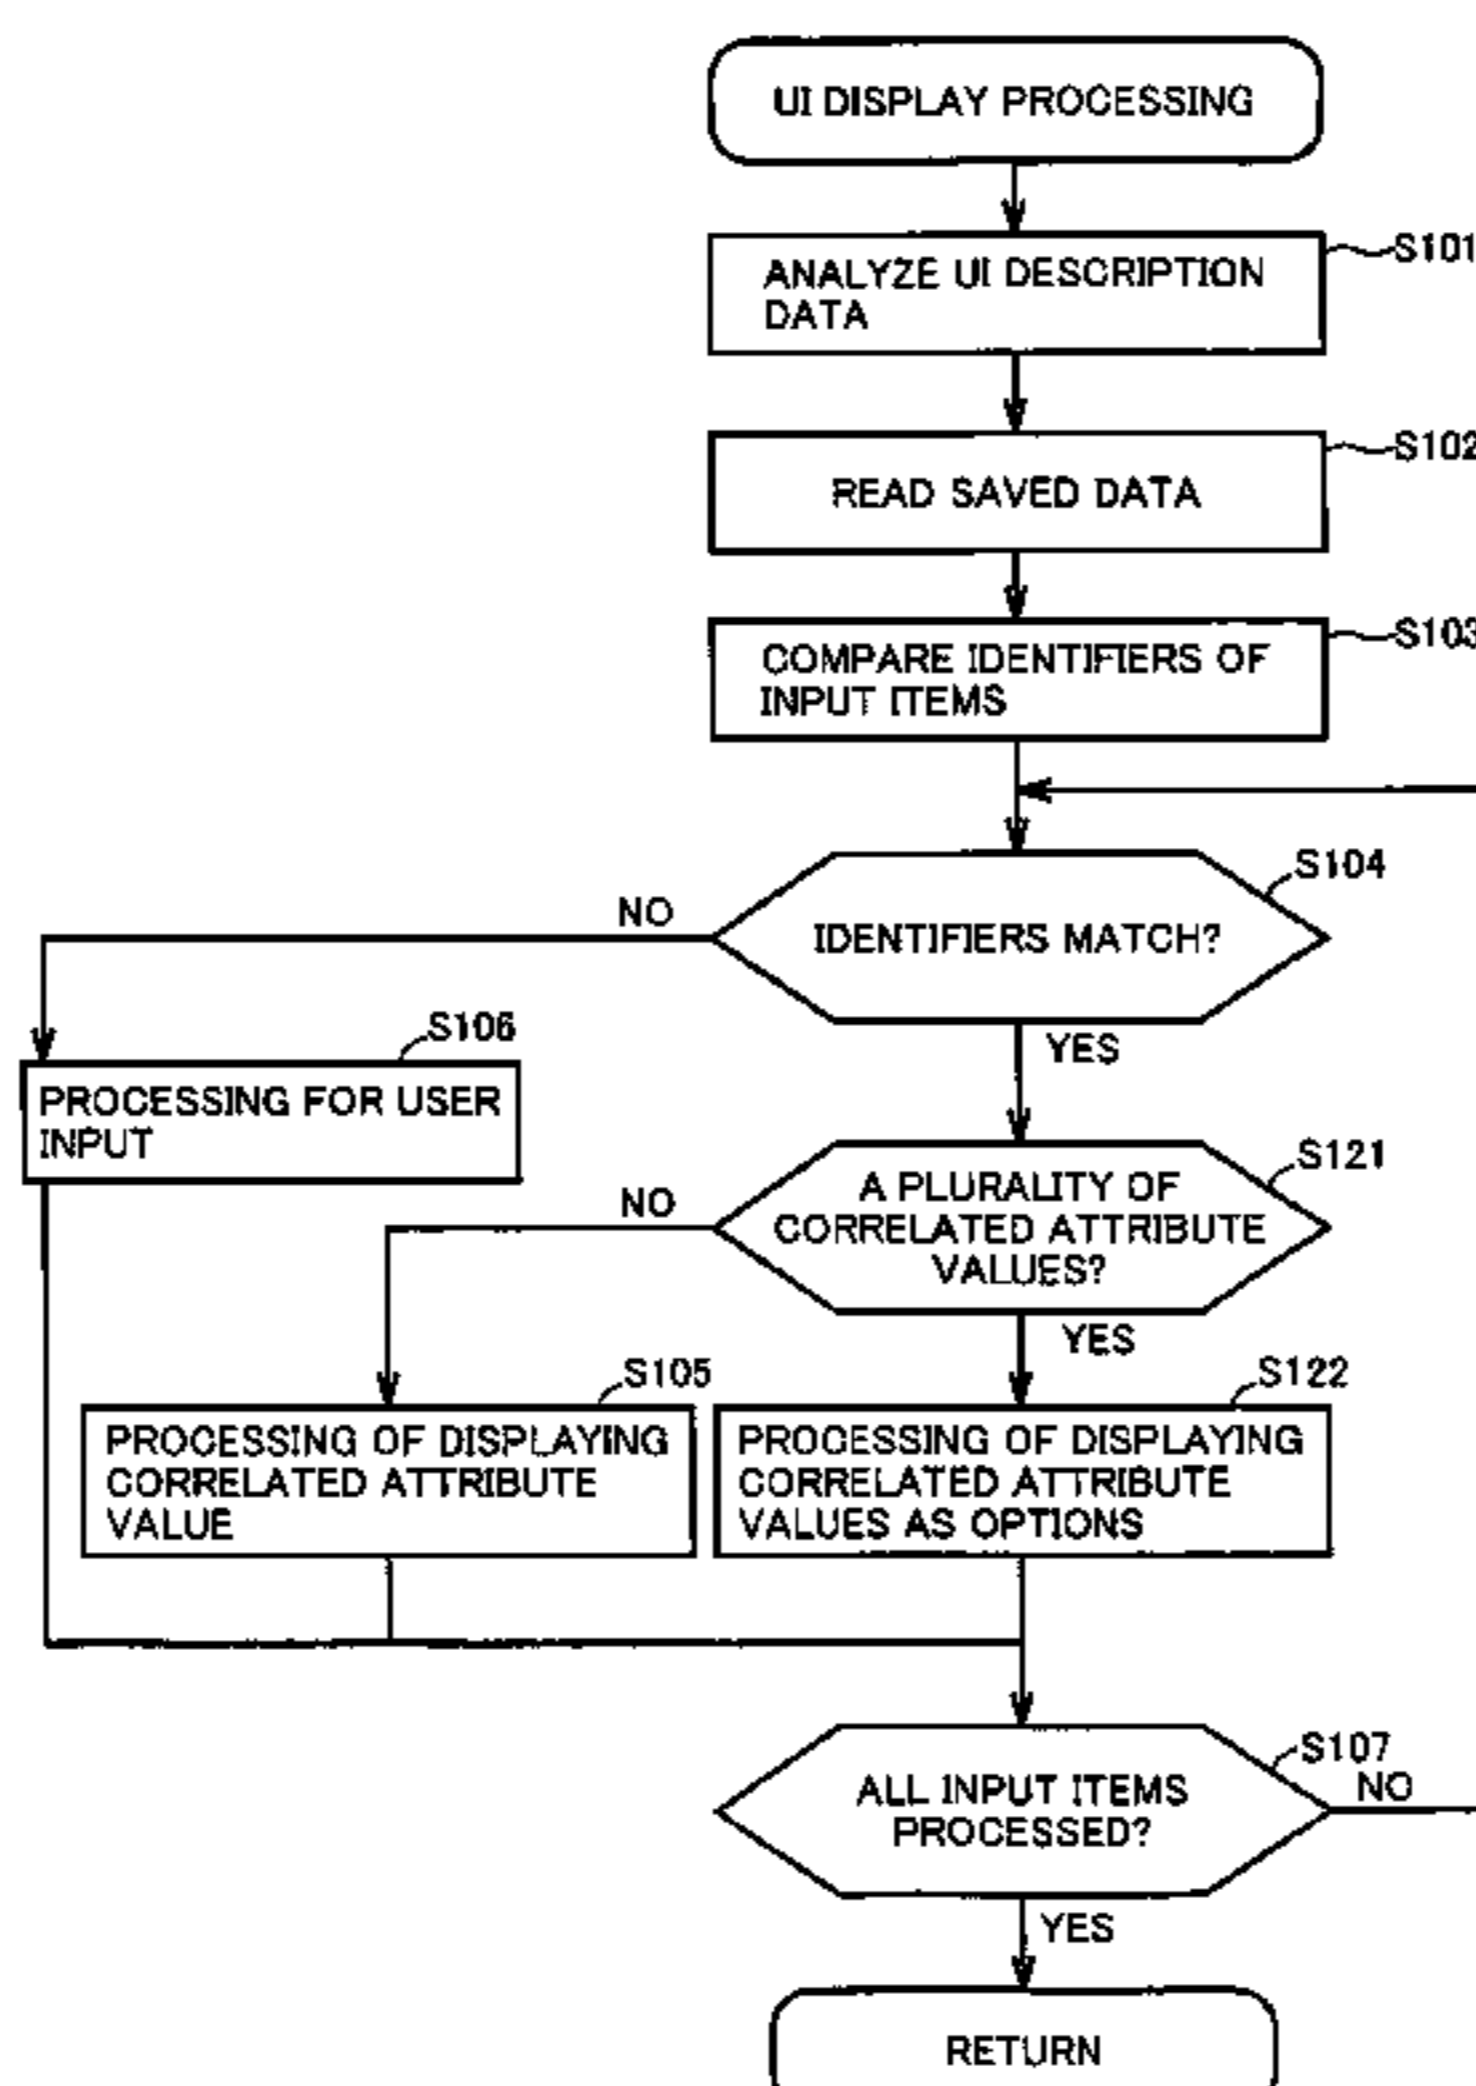 UI DISPLAY PROCESSING
S101
ANALYZE UI DESCRIPTION
DATA
S102
READ SAVED DATA
S103
COMPARE IDENTIFIERS OF
INPUT ITEMS
S104
NO
IDENTIFIERS MATCH?
S106
YES
PROCESSING FOR USER
INPUT
S121
NO
A PLURALITY OF
CORRELATED ATTRIBUTE
VALUES?
YES
S105
S122
PROCESSING OF DISPLAYING
CORRELATED ATTRIBUTE
VALUE
PROCESSING OF DISPLAYING
CORRELATED ATTRIBUTE
VALUES AS OPTIONS
S107
NO
ALL INPUT ITEMS
PROCESSED?
YES
RETURN